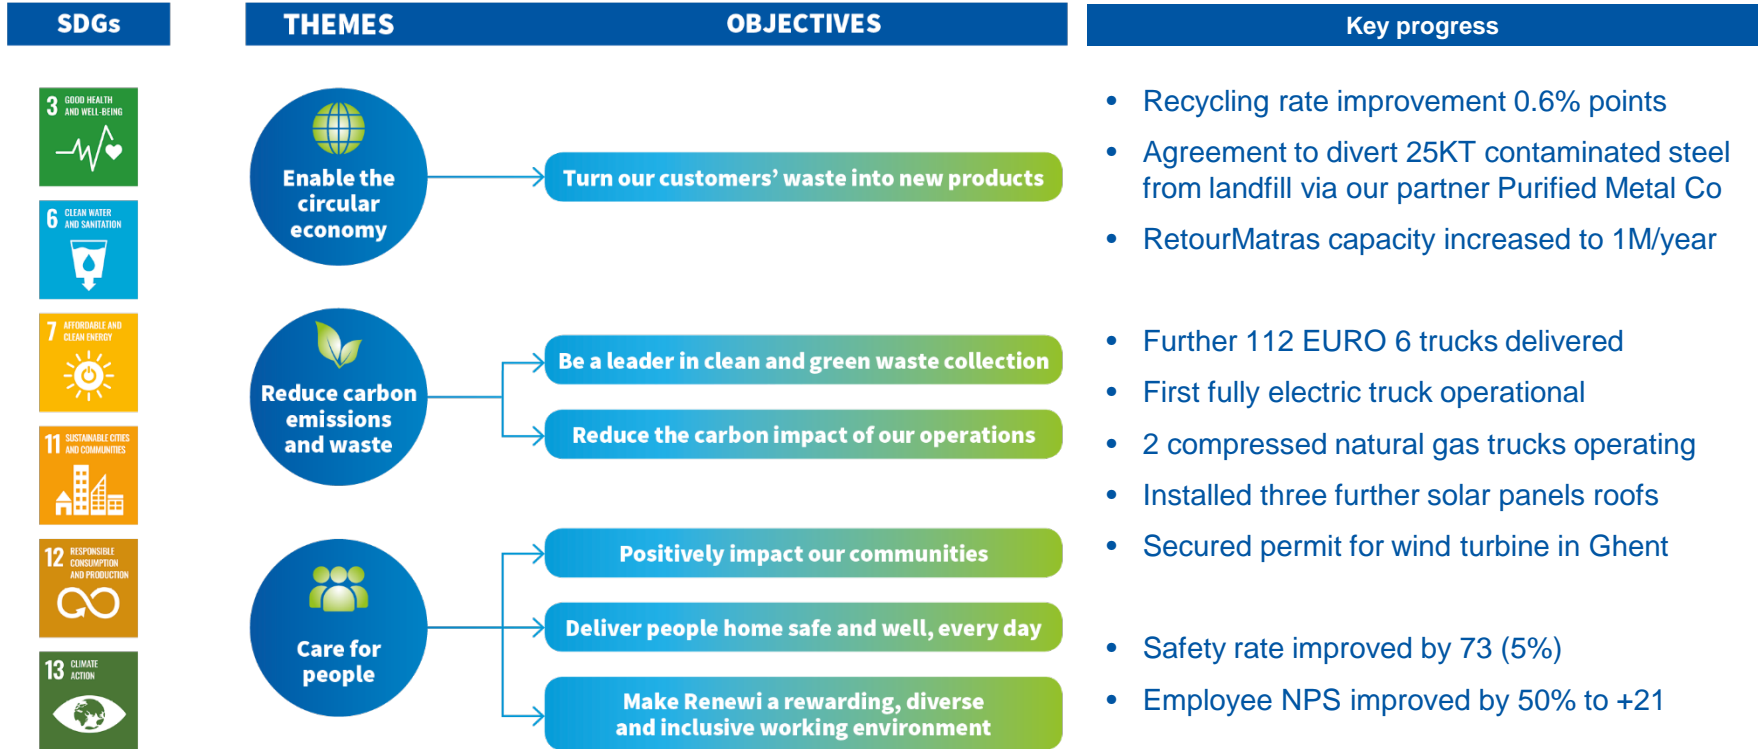 SDGs
THEMES
OBJECTIVES
Key progress
3 GOOD HEALTH
AND WELL-BEING
6 CLEAN WATER
AND SANITATION
7 AFFORDABLE AND
CLEAN ENERGY
11 SUSTAINABLE CITIES
AND COMMUNITIES
12 RESPONSIBLE
CONSUMPTION
AND PRODUCTION
13 CLIMATE
ACTION
Enable the
circular
economy
Turn our customers' waste into new products
• Recycling rate improvement 0.6% points
• Agreement to divert 25KT contaminated steel
from landfill via our partner Purified Metal Co
• RetourMatras capacity increased to 1M/year
Reduce carbon
emissions
and waste
Be a leader in clean and green waste collection
Reduce the carbon impact of our operations
• Further 112 EURO 6 trucks delivered
• First fully electric truck operational
• 2 compressed natural gas trucks operating
• Installed three further solar panels roofs
• Secured permit for wind turbine in Ghent
Care for
people
Positively impact our communities
Deliver people home safe and well, every day
Make Renewi a rewarding, diverse
and inclusive working environment
• Safety rate improved by 73 (5%)
• Employee NPS improved by 50% to +21